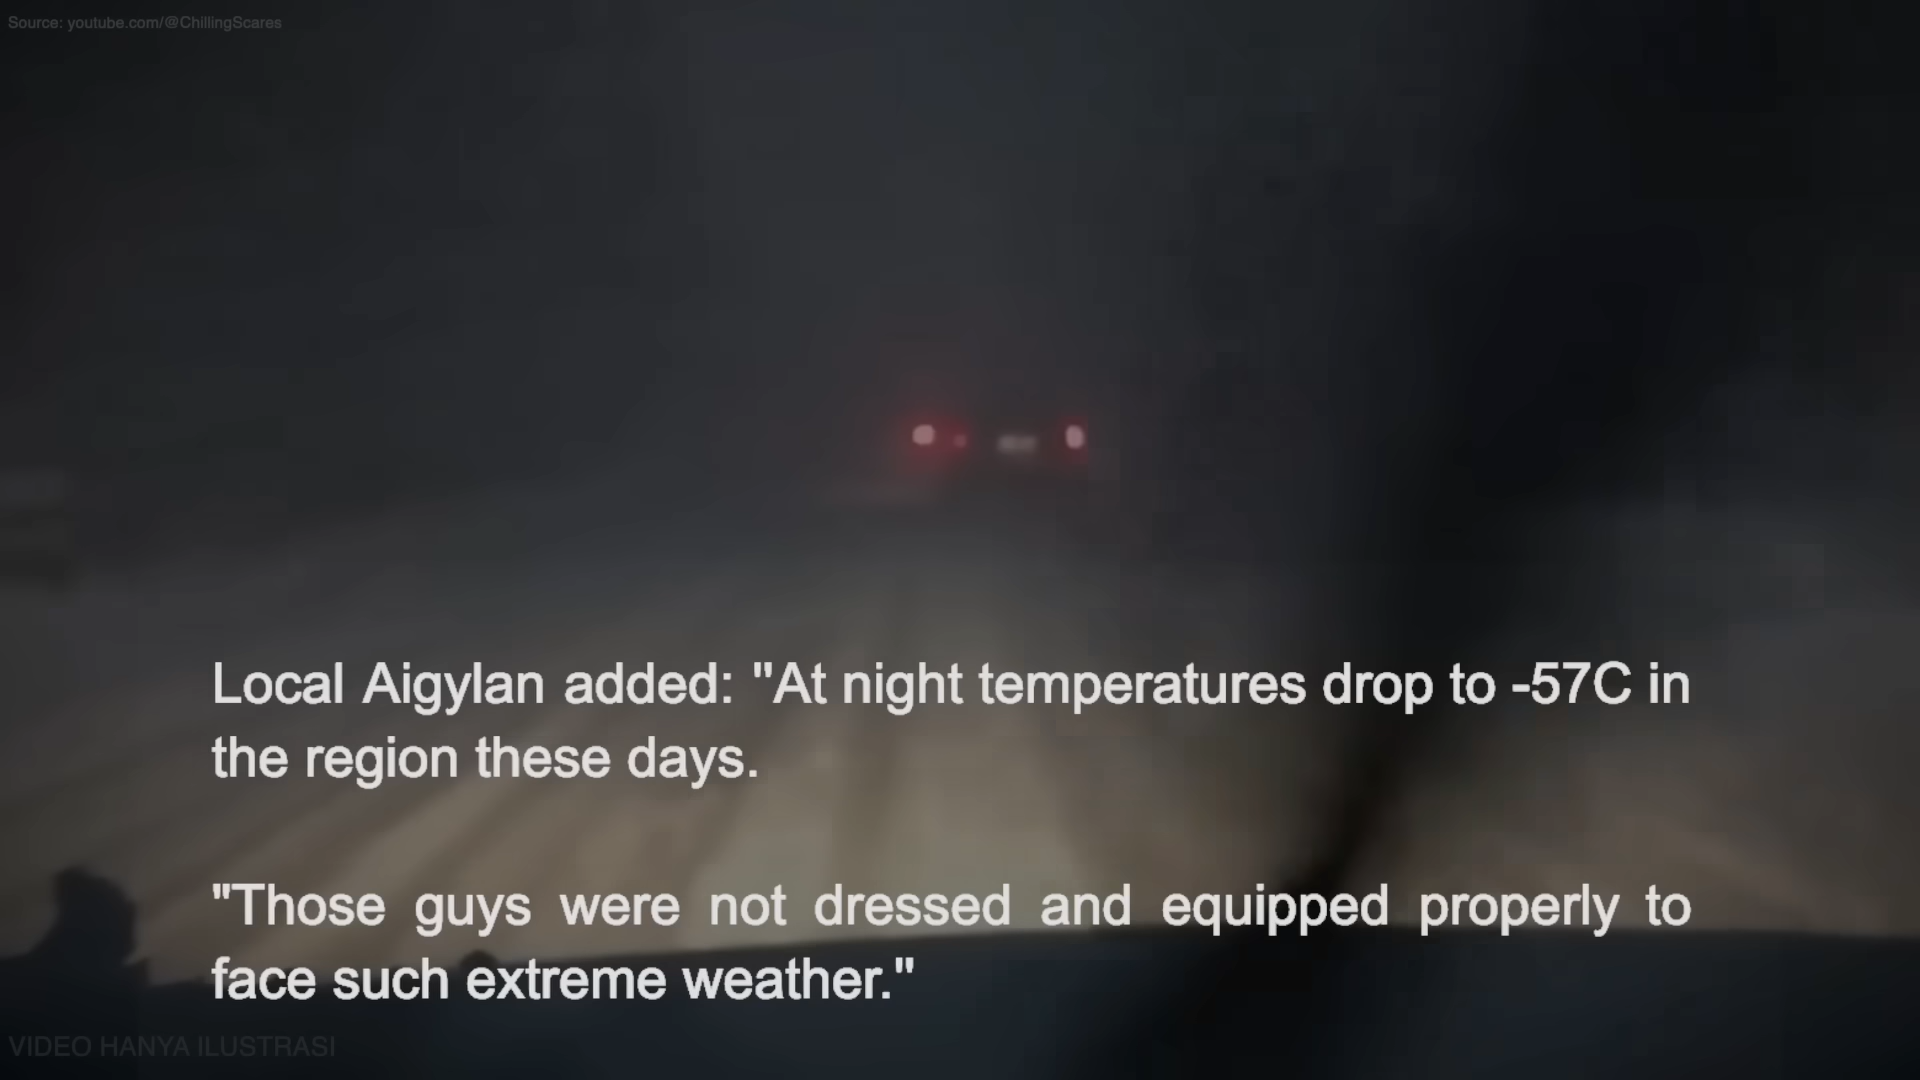 Source: youtube.com/@ChillingScares
Local Aigylan added: "At night temperatures drop to -57C in
the region these days.
"Those guys were not dressed and equipped properly to
face such extreme weather."
VIDEO HANYA ILUSTRASI